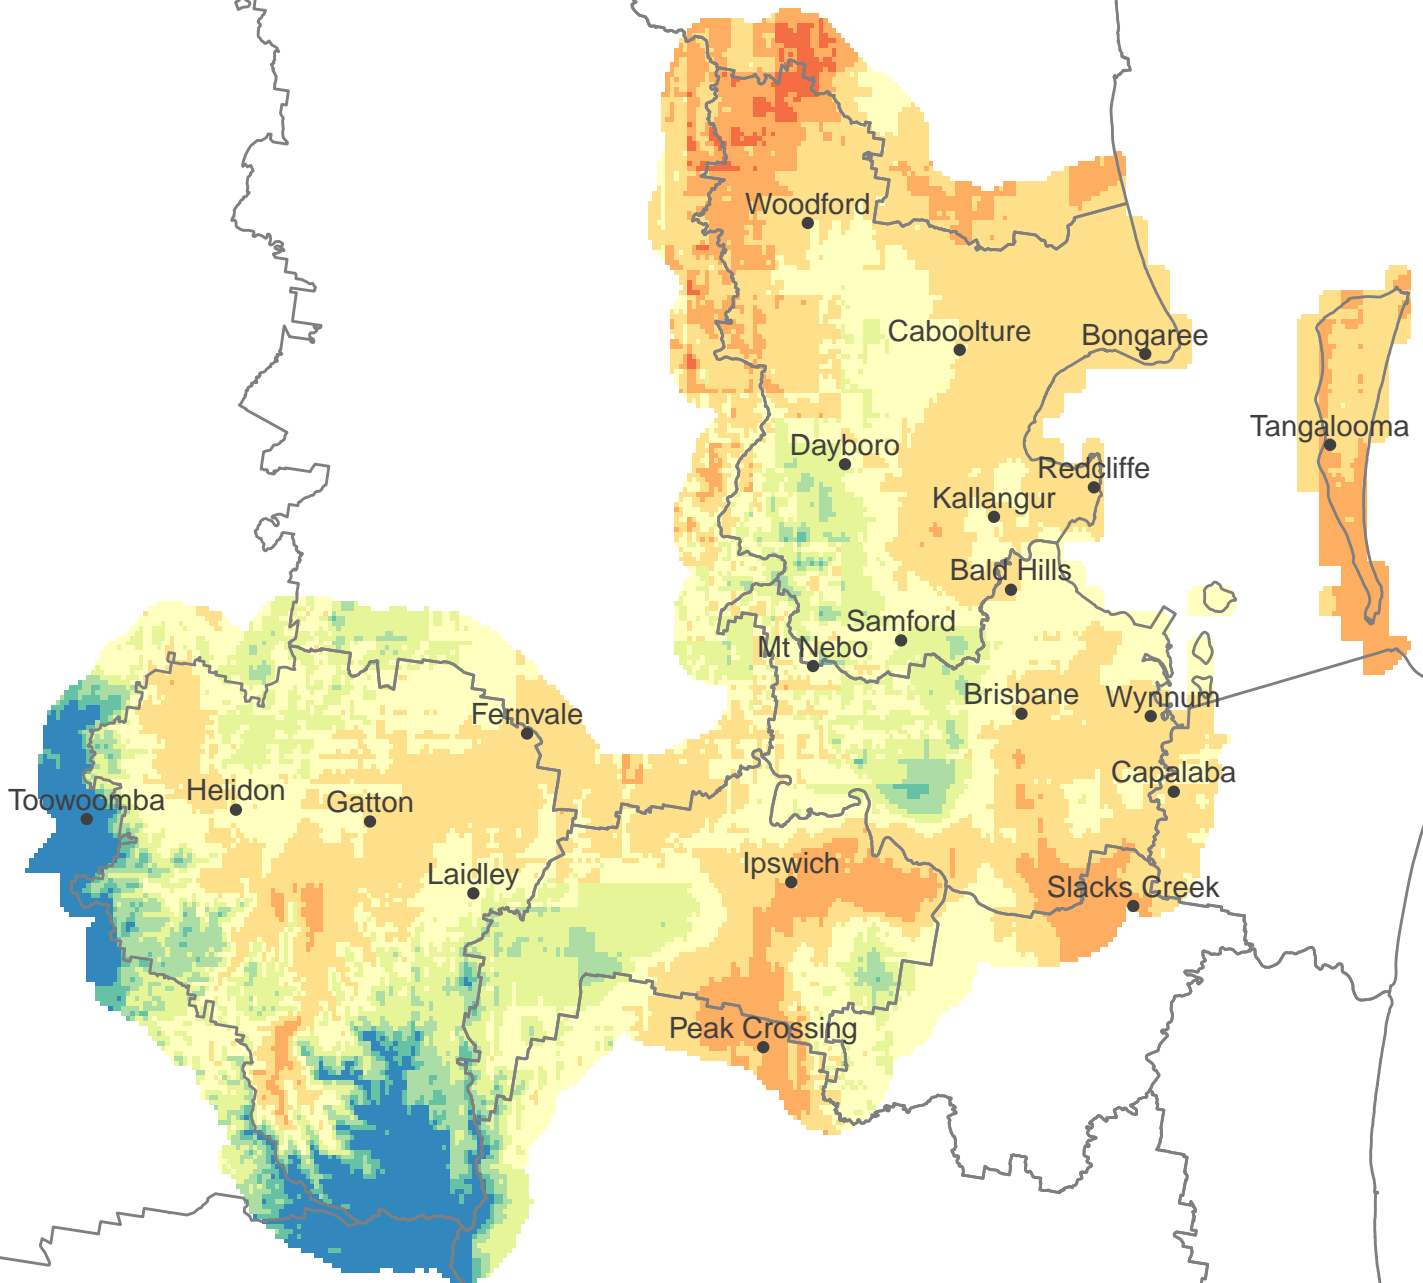 Woodford
Caboolture
Bongaree
Tangalooma
Dayboro
Redcliffe
Kallangur
Bald Hills
Samford
Mt Nebo
Brisbane
Wynnum
Fernvale
Capalaba
Helidon
Toowoomba
Gatton
Ipswich
Laidley
Slacks Creek
Peak Crossing